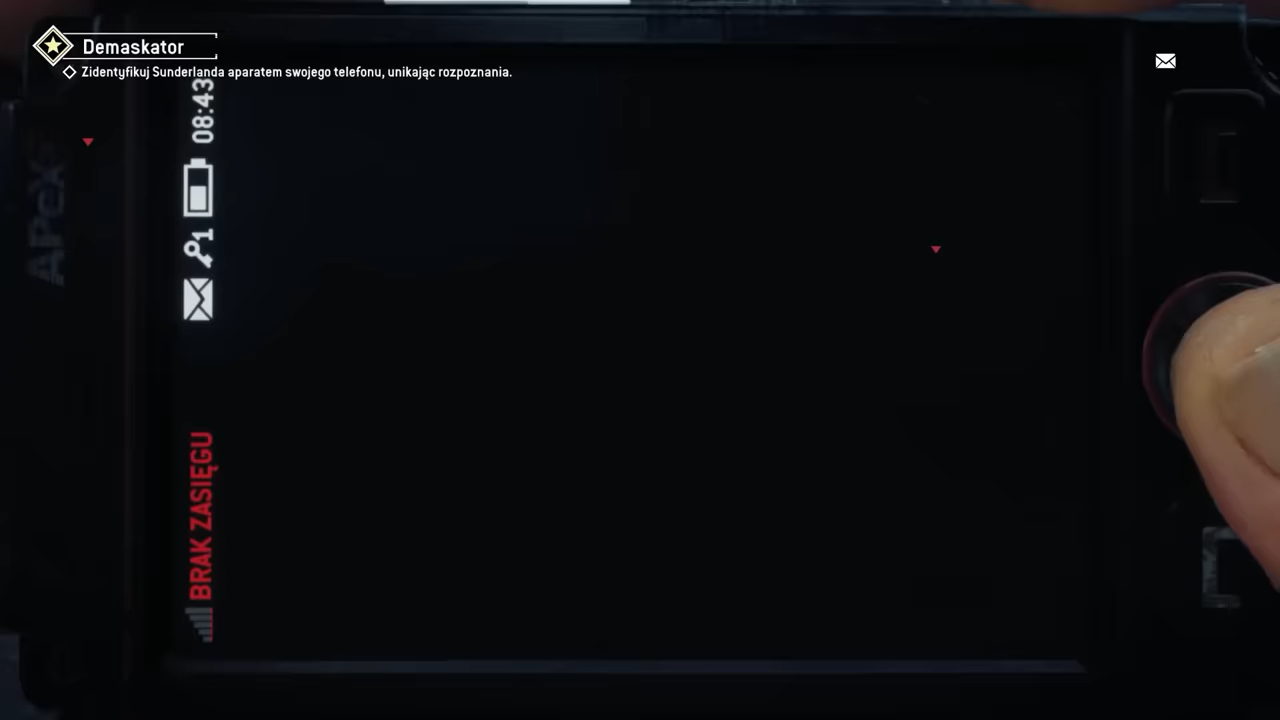 Demaskator
Zidentyfikuj Sunderlanda aparatem swojego telefonu, unikając rozpoznania.
08:43
1
BRAK ZASIĘGU
APEX